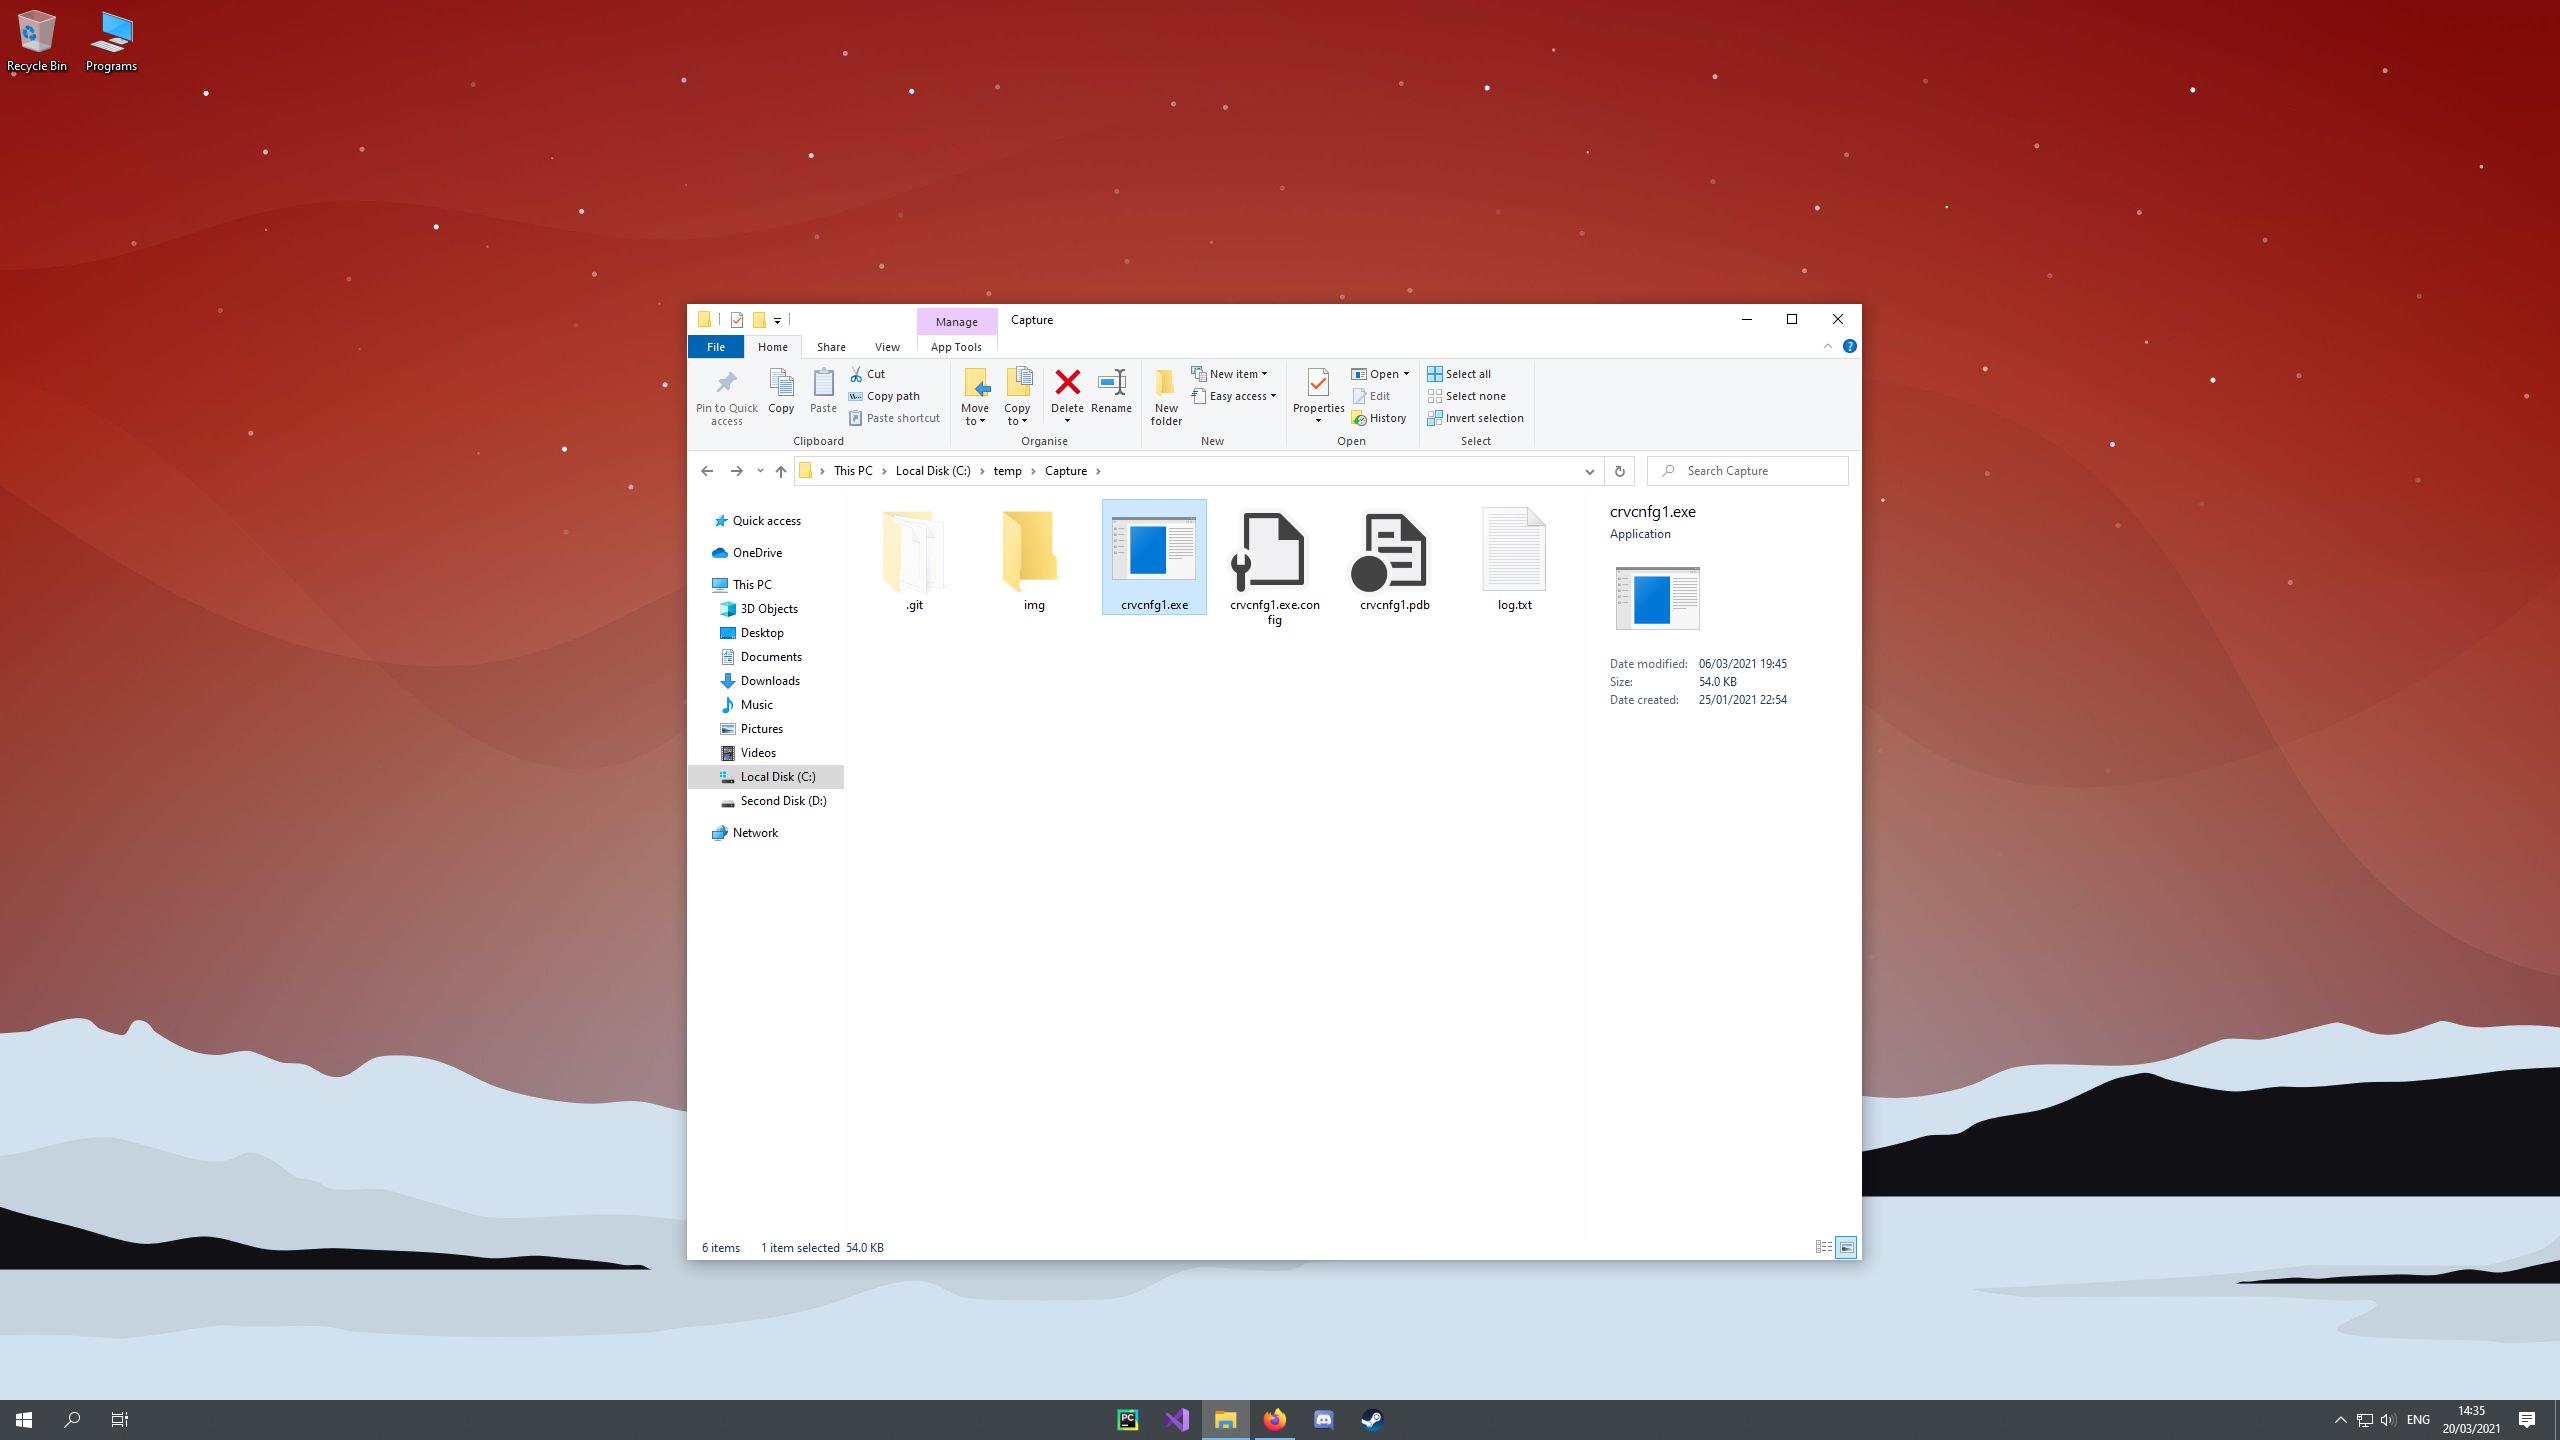 Recycle Bin
Programs
Manage
Capture
File
Home
Share
View
App Tools
Pin to Quick access
Copy
Paste
Cut
Copy path
Paste shortcut
Clipboard
Move to
Copy to
Delete
Rename
Organise
New folder
New item
Easy access
New
Properties
Open
Edit
History
Open
Select all
Select none
Invert selection
Select
This PC
Local Disk (C:)
temp
Capture
Search Capture
Quick access
OneDrive
This PC
3D Objects
Desktop
Documents
Downloads
Music
Pictures
Videos
Local Disk (C:)
Second Disk (D:)
Network
.git
img
crvcnfg1.exe
crvcnfg1.exe.con
fig
crvcnfg1.pdb
log.txt
crvcnfg1.exe
Application
Date modified: 06/03/2021 19:45
Size: 54.0 KB
Date created: 25/01/2021 22:54
6 items 1 item selected 54.0 KB
PC
ENG
14:35
20/03/2021